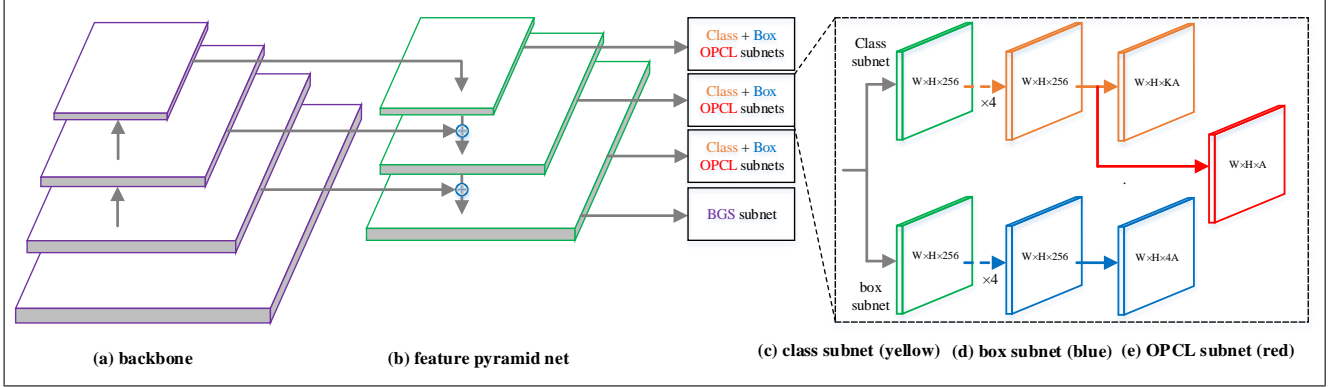 Class + Box
OPCL subnets
Class + Box
OPCL subnets
Class + Box
OPCL subnets
BGS subnet
Class
subnet
W×H×256
×4
W×H×256
W×H×KA
W×H×A
.
W×H×256
×4
W×H×256
W×H×4A
box
subnet
(a) backbone
(b) feature pyramid net
(c) class subnet (yellow)
(d) box subnet (blue)
(e) OPCL subnet (red)